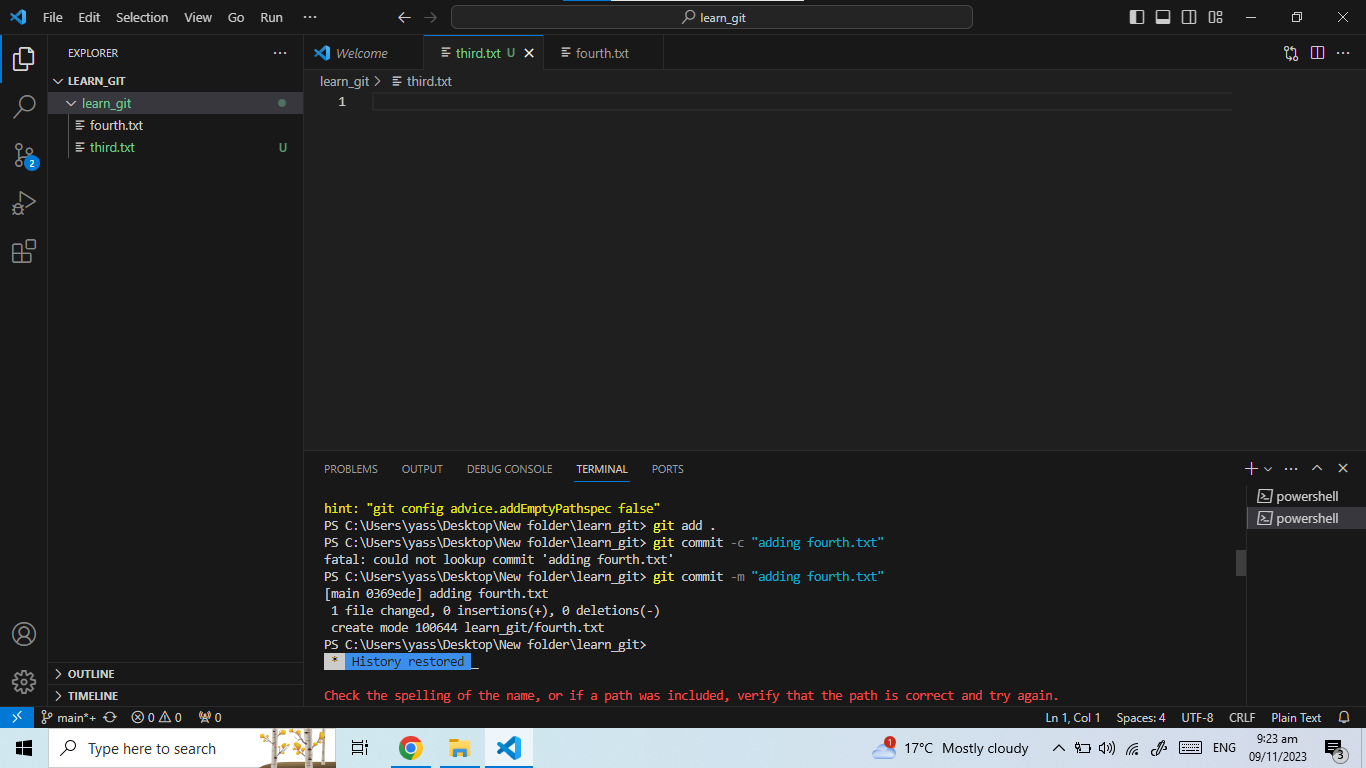 File Edit Selection View Go Run ···
learn_git
EXPLORER ···
LEARN_GIT
learn_git
fourth.txt
third.txt U
OUTLINE
TIMELINE
2
Welcome
third.txt U
fourth.txt
learn_git > third.txt
1
PROBLEMS OUTPUT DEBUG CONSOLE TERMINAL PORTS
powershell
powershell
hint: "git config advice.addEmptyPathspec false"
PS C:\Users\yass\Desktop\New folder\learn_git> git add .
PS C:\Users\yass\Desktop\New folder\learn_git> git commit -c "adding fourth.txt"
fatal: could not lookup commit 'adding fourth.txt'
PS C:\Users\yass\Desktop\New folder\learn_git> git commit -m "adding fourth.txt"
[main 0369ede] adding fourth.txt
1 file changed, 0 insertions(+), 0 deletions(-)
create mode 100644 learn_git/fourth.txt
PS C:\Users\yass\Desktop\New folder\learn_git>
* History restored
Check the spelling of the name, or if a path was included, verify that the path is correct and try again.
main*+ 0 0 0 Ln 1, Col 1 Spaces: 4 UTF-8 CRLF Plain Text
Type here to search
1
17°C Mostly cloudy
ENG
9:23 am
09/11/2023
3